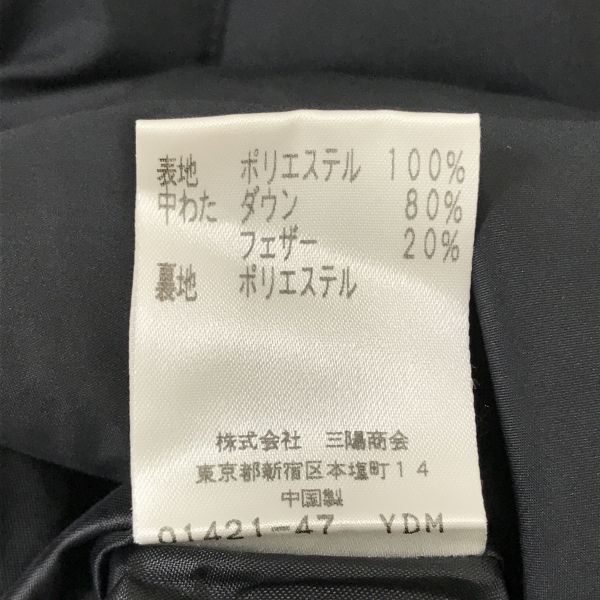 表地 ポリエステル 100%
中わた ダウン 80%
フェザー 20%
裏地 ポリエステル
株式会社 三陽商会
東京都新宿区本塩町14
中国製
01421-47 YDM